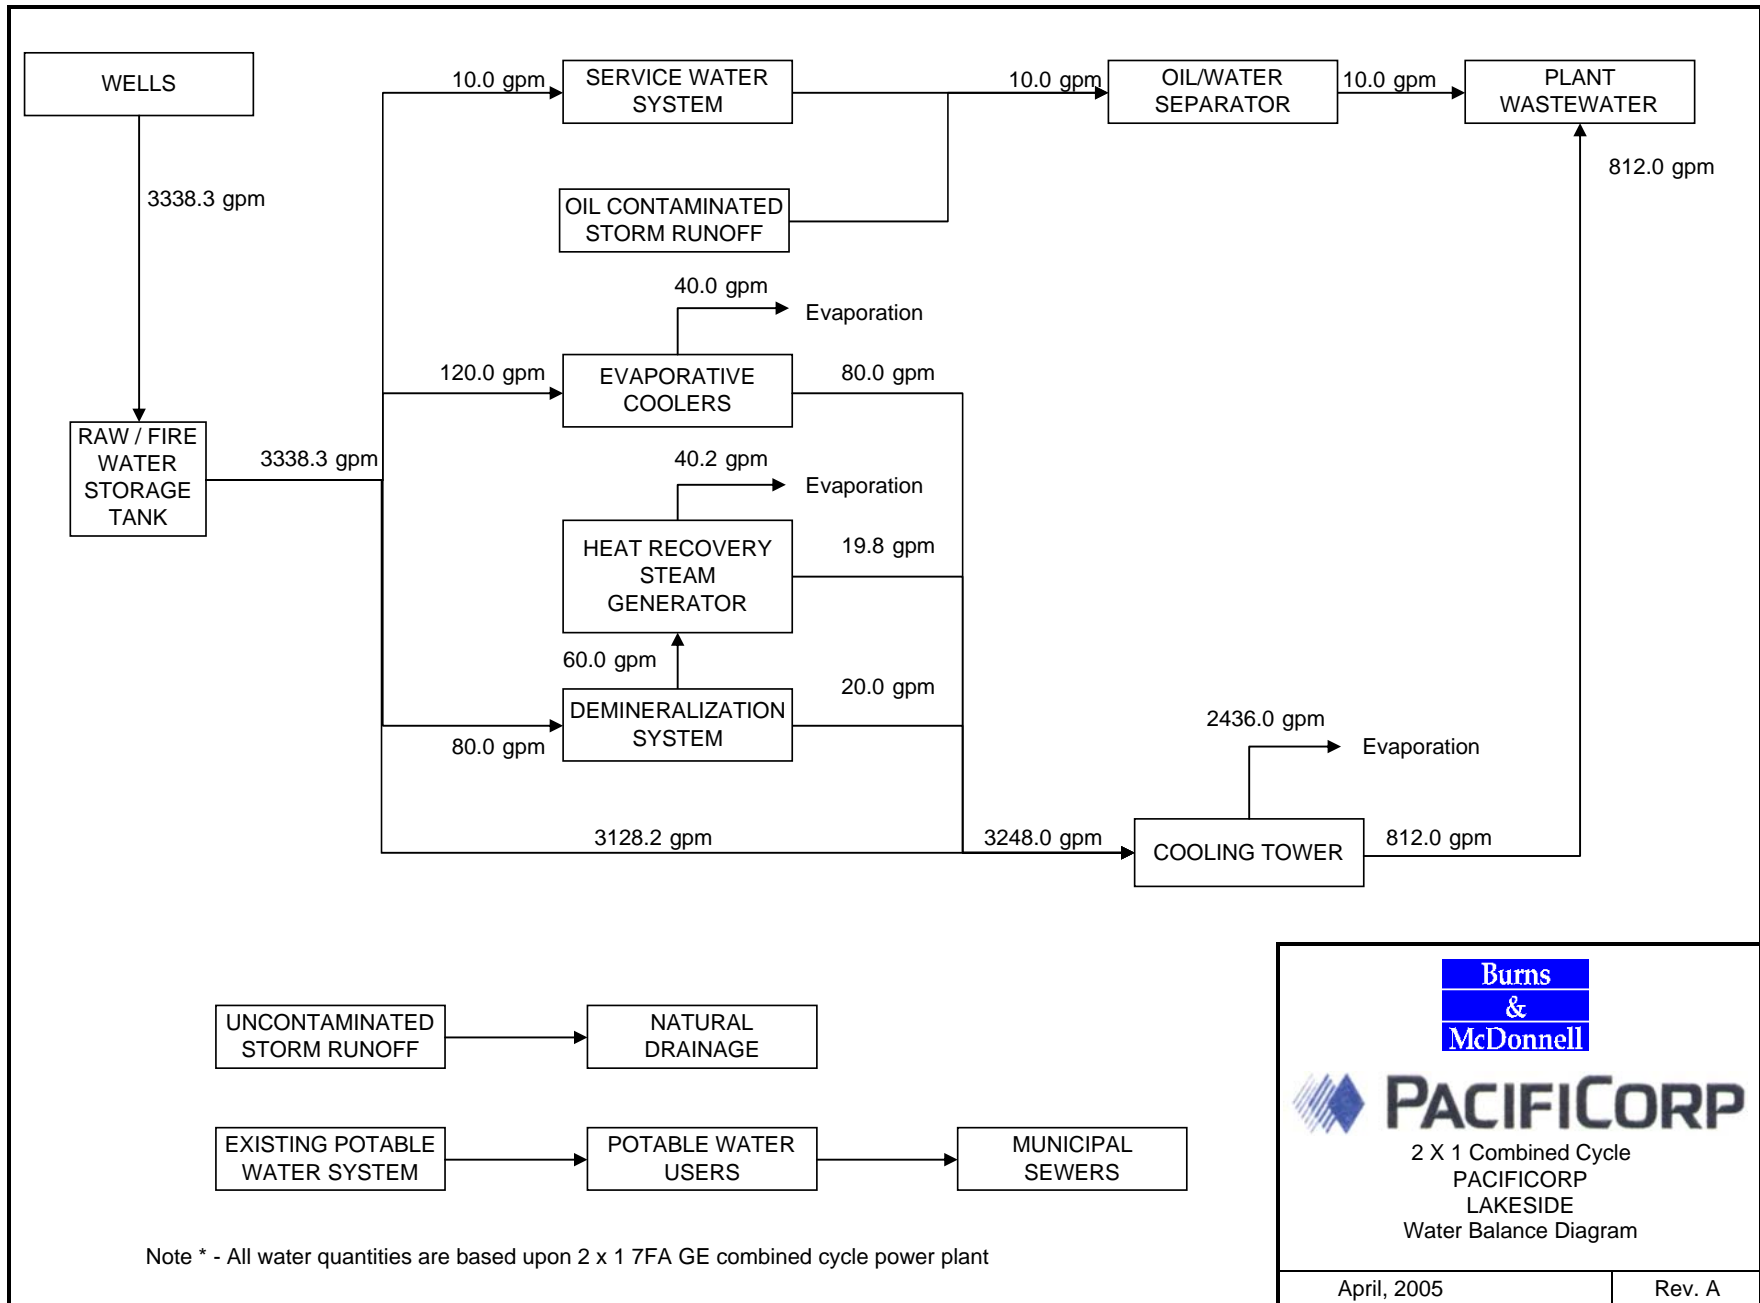 WELLS
3338.3 gpm
RAW / FIRE
WATER
STORAGE
TANK
3338.3 gpm
10.0 gpm
SERVICE WATER
SYSTEM
10.0 gpm
OIL/WATER
SEPARATOR
10.0 gpm
PLANT
WASTEWATER
812.0 gpm
OIL CONTAMINATED
STORM RUNOFF
40.0 gpm
Evaporation
120.0 gpm
EVAPORATIVE
COOLERS
80.0 gpm
40.2 gpm
Evaporation
HEAT RECOVERY
STEAM
GENERATOR
19.8 gpm
60.0 gpm
80.0 gpm
DEMINERALIZATION
SYSTEM
20.0 gpm
3128.2 gpm
3248.0 gpm
2436.0 gpm
Evaporation
COOLING TOWER
812.0 gpm
UNCONTAMINATED
STORM RUNOFF
NATURAL
DRAINAGE
EXISTING POTABLE
WATER SYSTEM
POTABLE WATER
USERS
MUNICIPAL
SEWERS
Note * - All water quantities are based upon 2 x 1 7FA GE combined cycle power plant
Burns
&
McDonnell
PACIFICORP
2 X 1 Combined Cycle
PACIFICORP
LAKESIDE
Water Balance Diagram
April, 2005
Rev. A